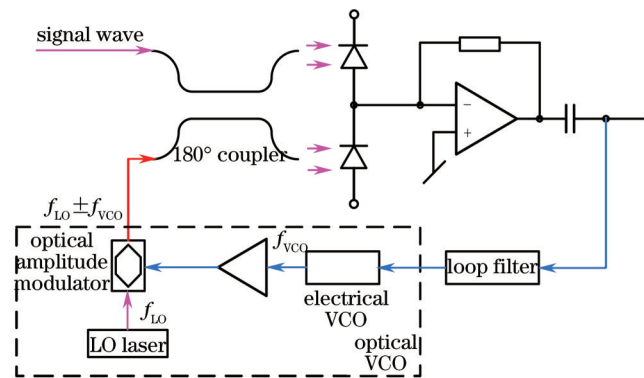 signal wave
−
+
180° coupler
f_LO ± f_VCO
optical
amplitude
modulator
f_VCO
loop filter
electrical
VCO
f_LO
LO laser
optical
VCO